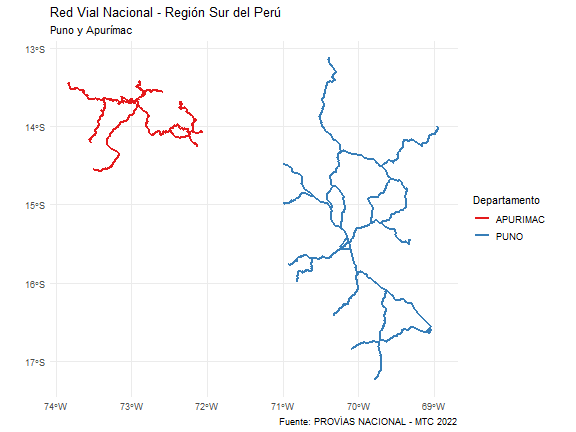 Red Vial Nacional - Región Sur del Perú
Puno y Apurímac
13°S
14°S
15°S
16°S
17°S
74°W
73°W
72°W
71°W
70°W
69°W
Departamento
APURIMAC
PUNO
Fuente: PROVÍAS NACIONAL - MTC 2022